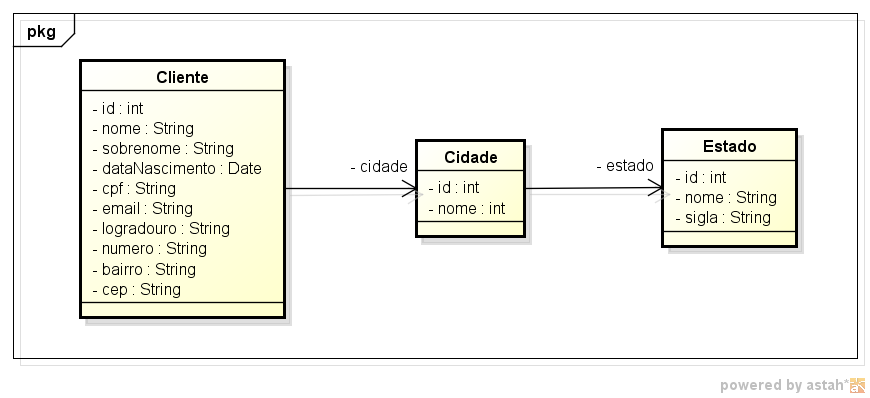 pkg
Cliente
- id : int
- nome : String
- sobrenome : String
- dataNascimento : Date
- cpf : String
- email : String
- logradouro : String
- numero : String
- bairro : String
- cep : String
- cidade
Cidade
- id : int
- nome : int
- estado
Estado
- id : int
- nome : String
- sigla : String
powered by astah*